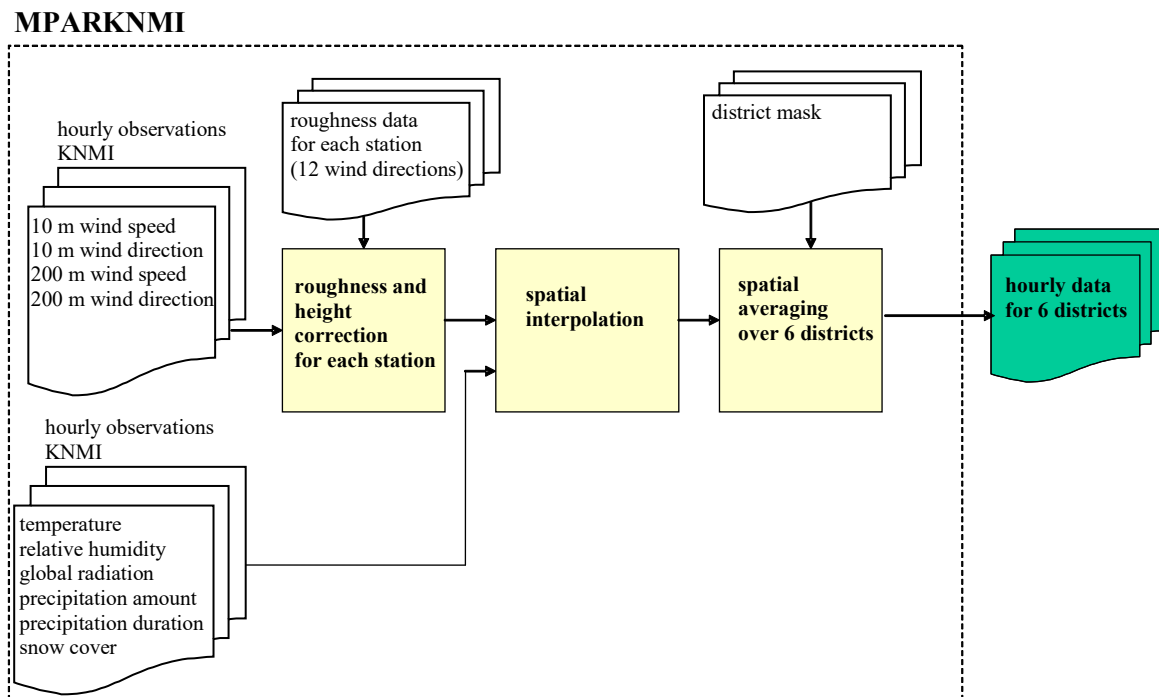 MPARKNMI
hourly observations
KNMI
10 m wind speed
10 m wind direction
200 m wind speed
200 m wind direction
roughness data
for each station
(12 wind directions)
district mask
roughness and
height
correction
for each station
spatial
interpolation
spatial
averaging
over 6 districts
hourly data
for 6 districts
hourly observations
KNMI
temperature
relative humidity
global radiation
precipitation amount
precipitation duration
snow cover